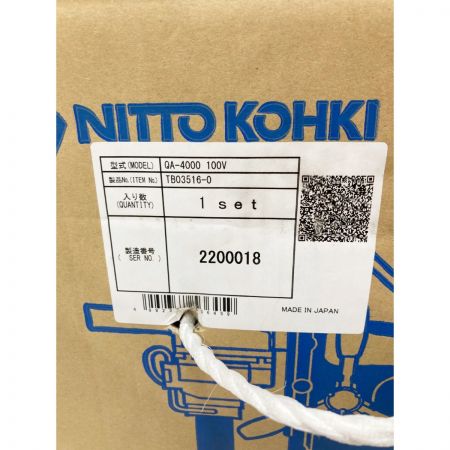 NITTO KOHKI
型式(MODEL) QA-4000 100V
製造No.(ITEM No.) TB03516-0
入り数
(QUANTITY) 1 set
製造番号
( SER NO. ) 2200018
MADE IN JAPAN